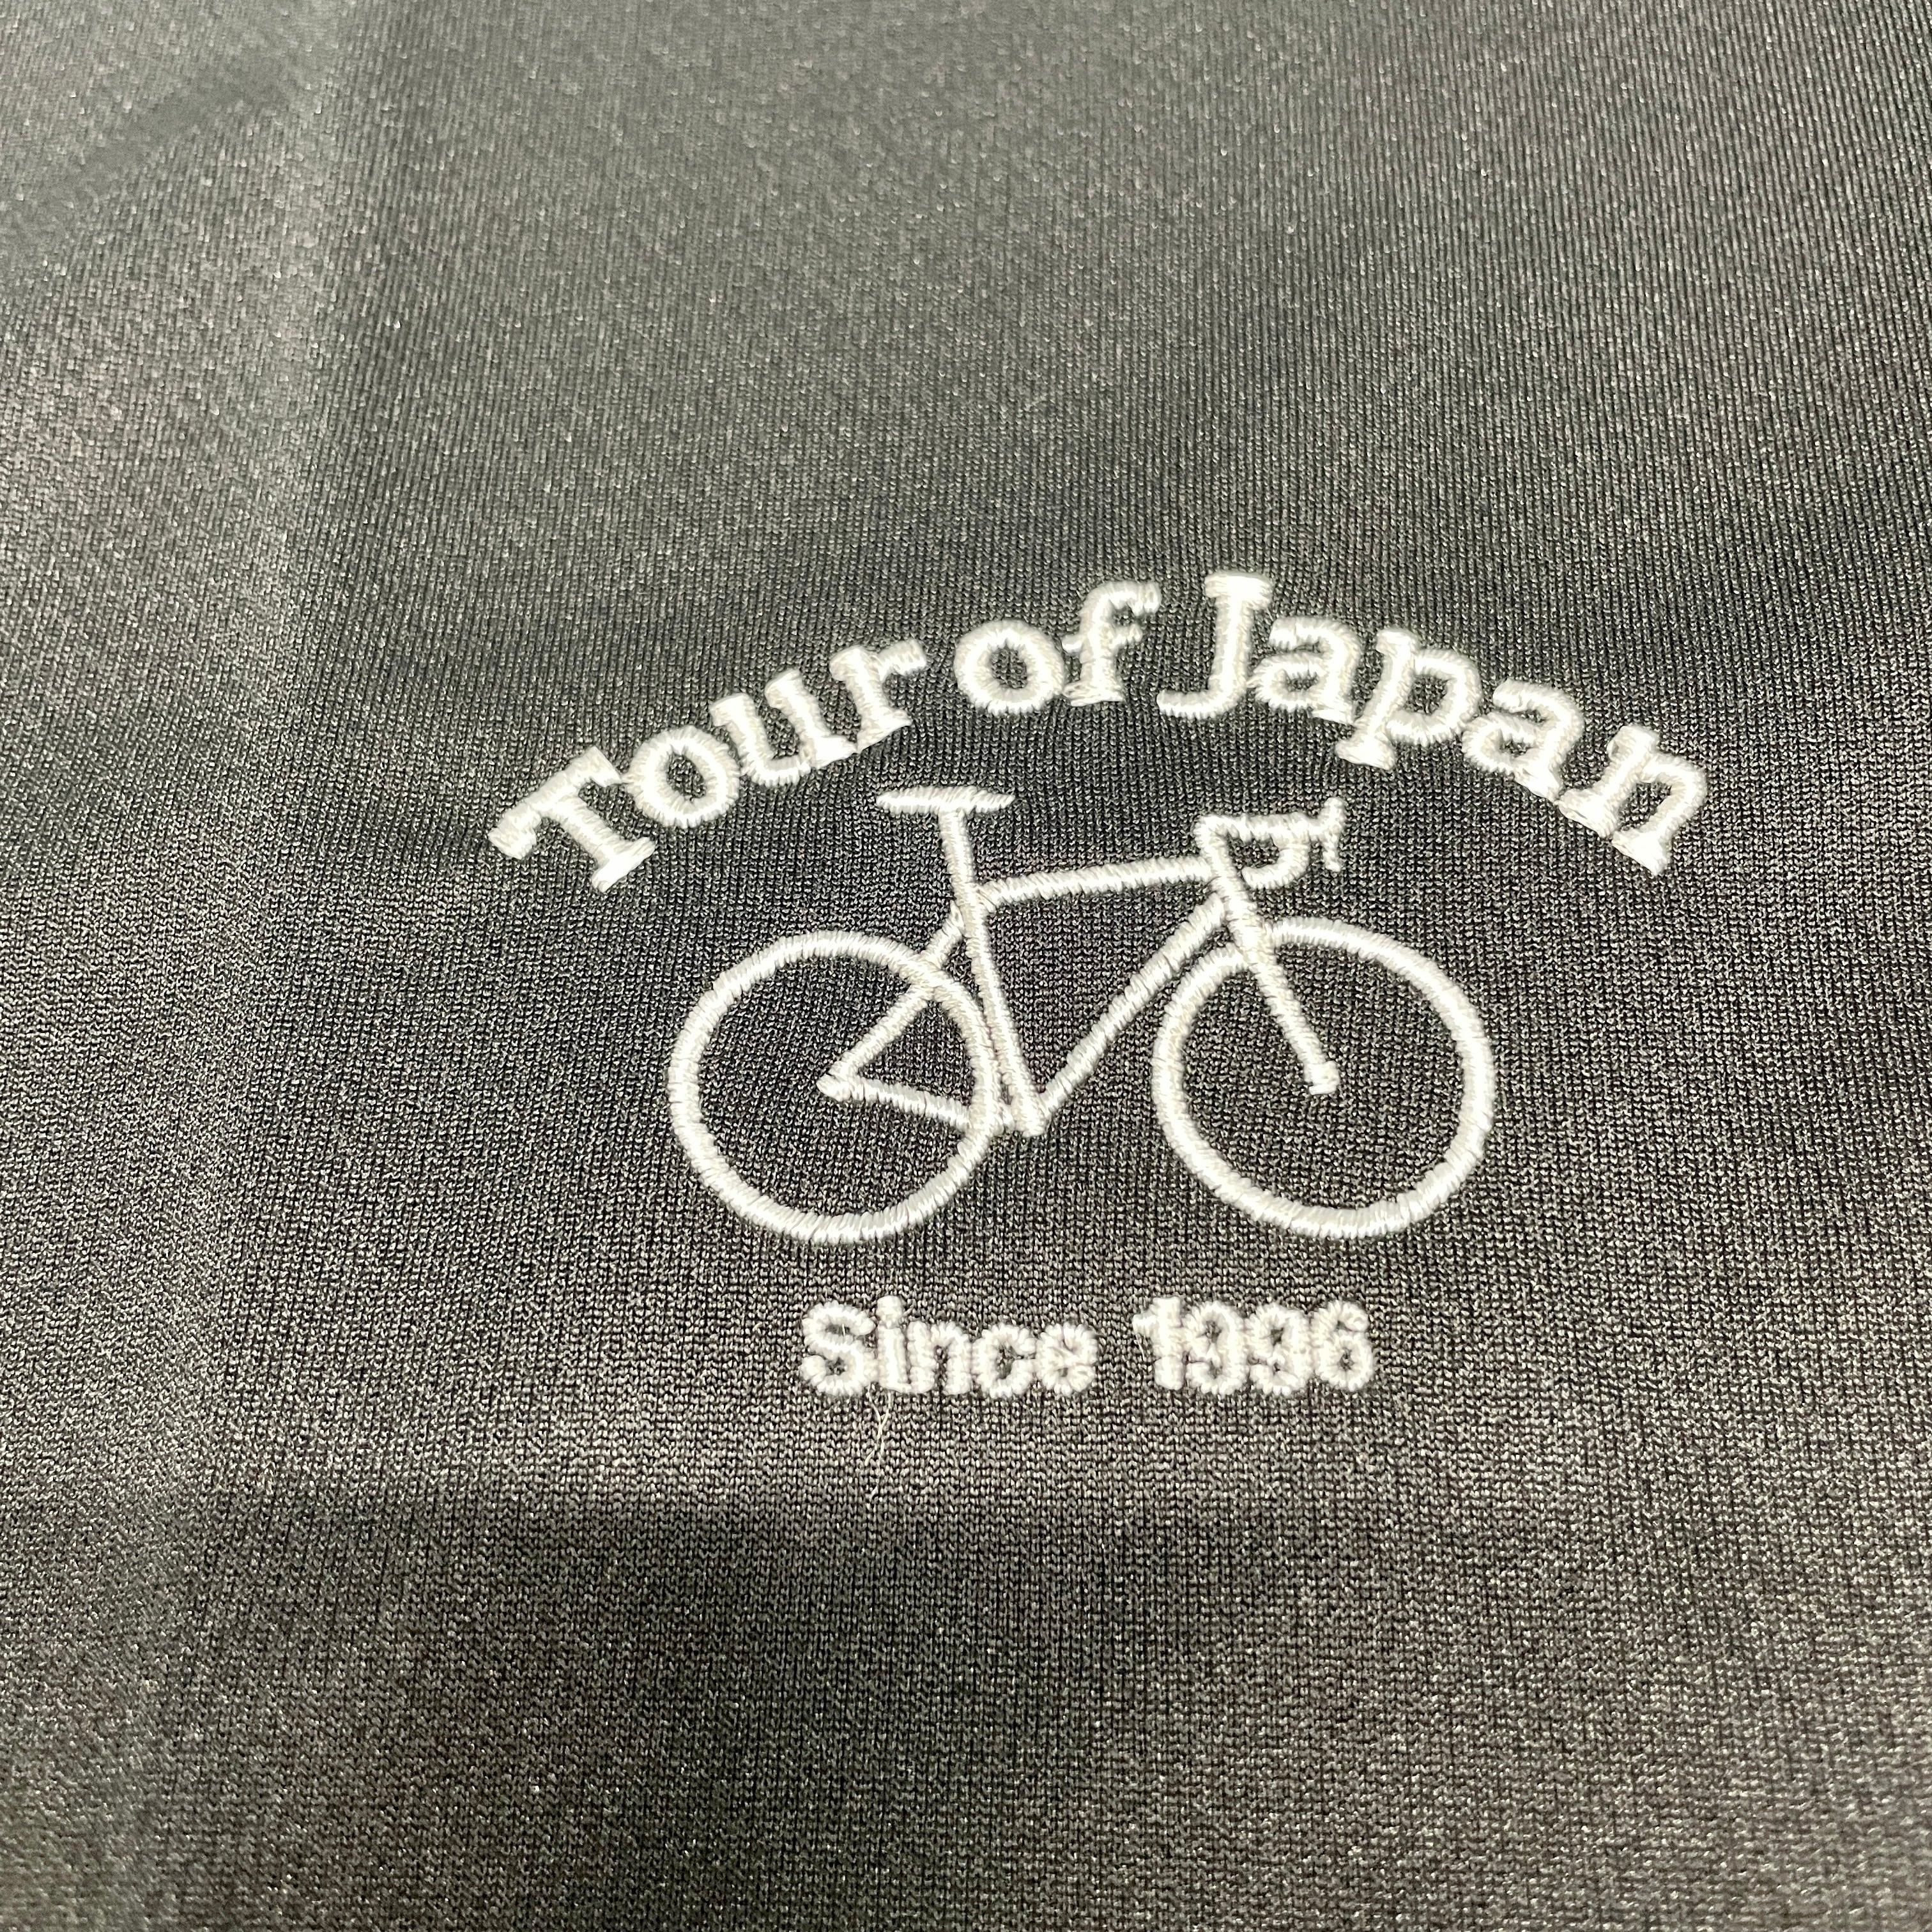 Tour of Japan
Since 1996